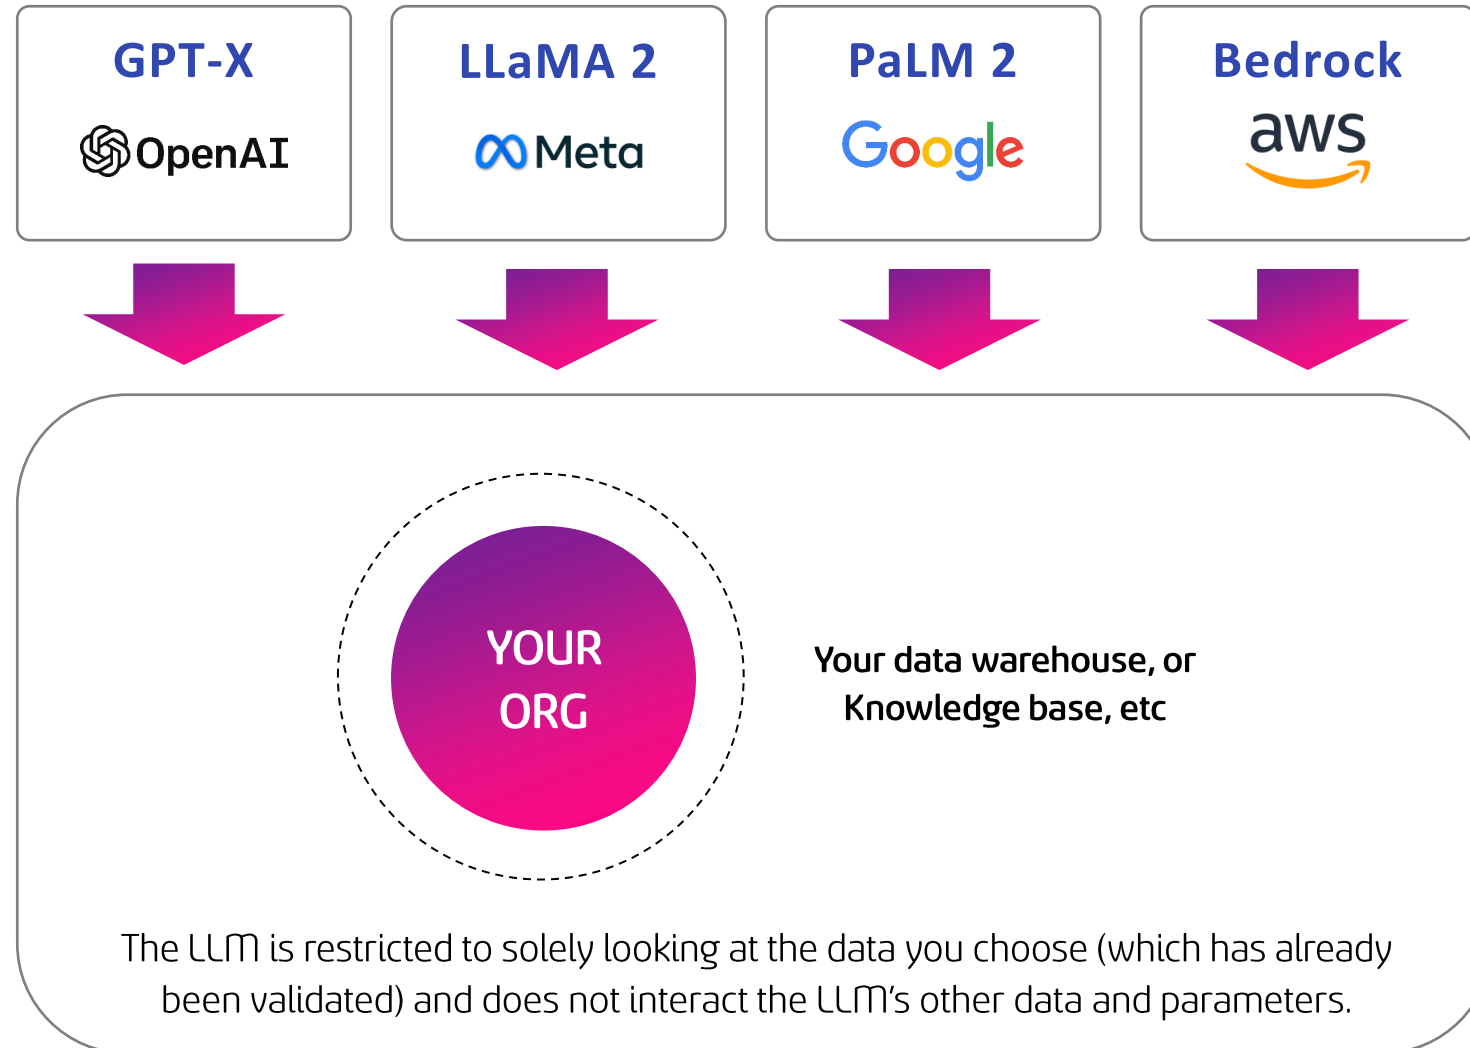 GPT-X
LLaMA 2
PaLM 2
Bedrock
OpenAI
Meta
Google
aws
YOUR
ORG
Your data warehouse, or
Knowledge base, etc
The LLM is restricted to solely looking at the data you choose (which has already
been validated) and does not interact the LLM's other data and parameters.